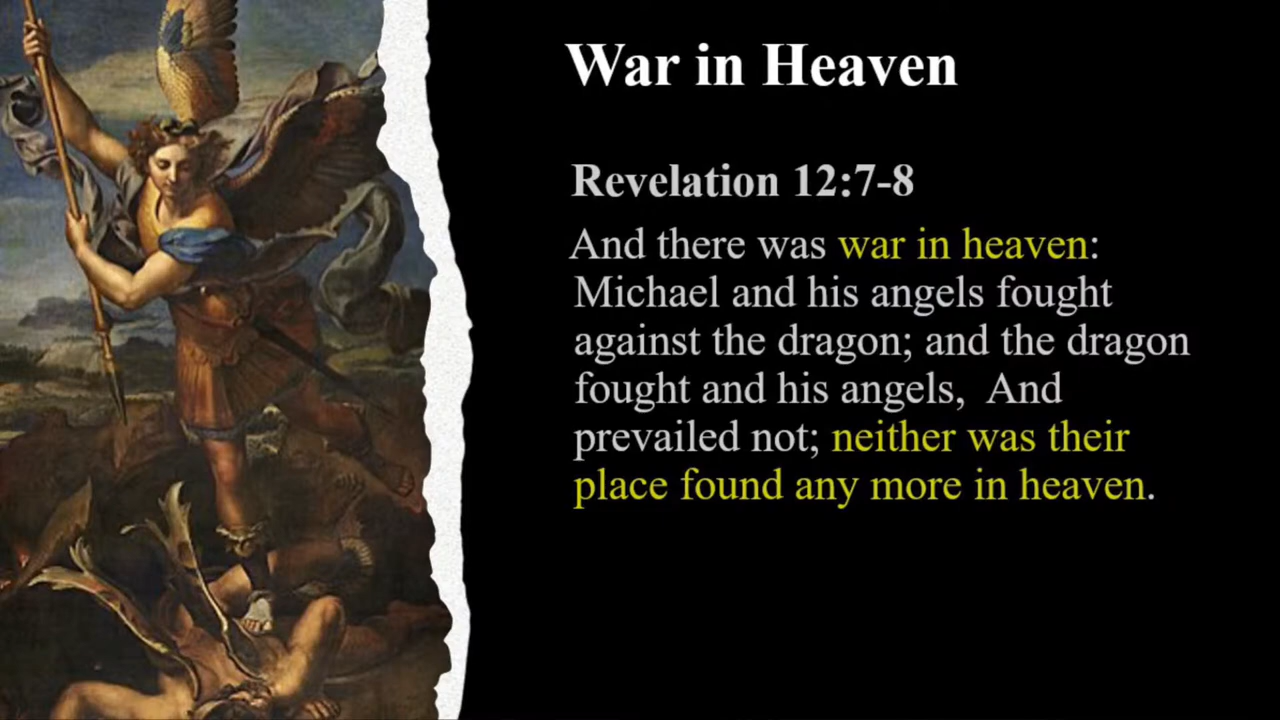 War in Heaven
Revelation 12:7-8
And there was war in heaven:
Michael and his angels fought
against the dragon; and the dragon
fought and his angels,  And
prevailed not; neither was their
place found any more in heaven.